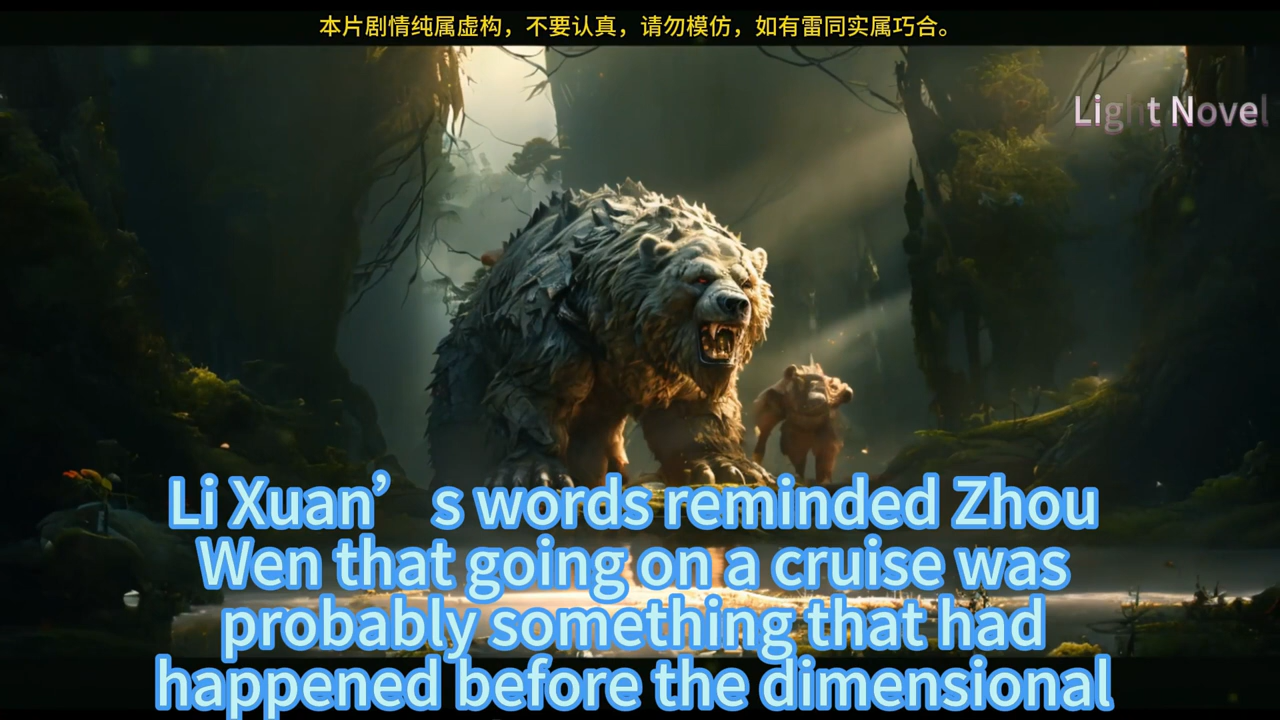 本片剧情纯属虚构，不要认真，请勿模仿，如有雷同实属巧合。
Light Novel
Li Xuan’s words reminded Zhou
Wen that going on a cruise was
probably something that had
happened before the dimensional